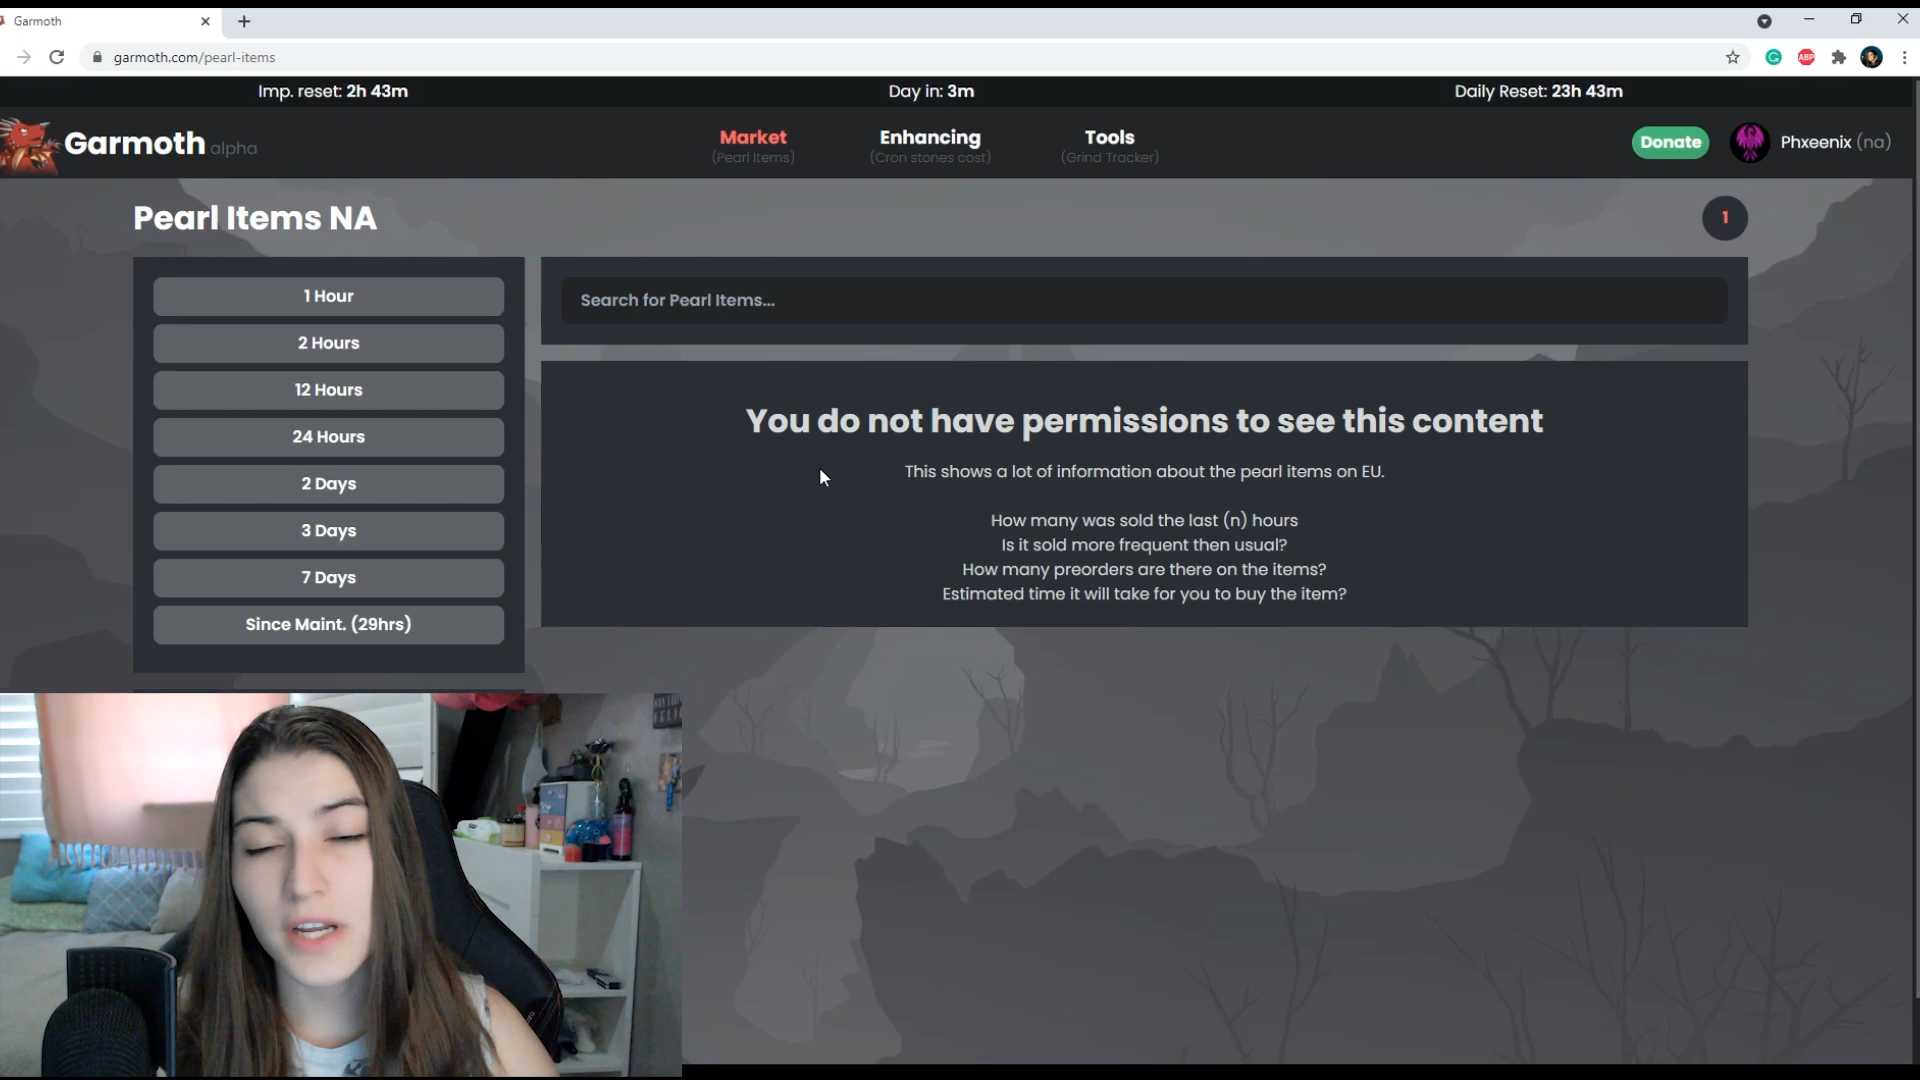 Garmoth
garmoth.com/pearl-items
ABP
Imp. reset: 2h 43m
Day in: 3m
Daily Reset: 23h 43m
Garmoth alpha
Market
(Pearl Items)
Enhancing
(Cron stones cost)
Tools
(Grind Tracker)
Donate
Phxeenix (na)
Pearl Items NA
1
1 Hour
2 Hours
12 Hours
24 Hours
2 Days
3 Days
7 Days
Since Maint. (29hrs)
Search for Pearl Items...
You do not have permissions to see this content
This shows a lot of information about the pearl items on EU.
How many was sold the last (n) hours
Is it sold more frequent then usual?
How many preorders are there on the items?
Estimated time it will take for you to buy the item?